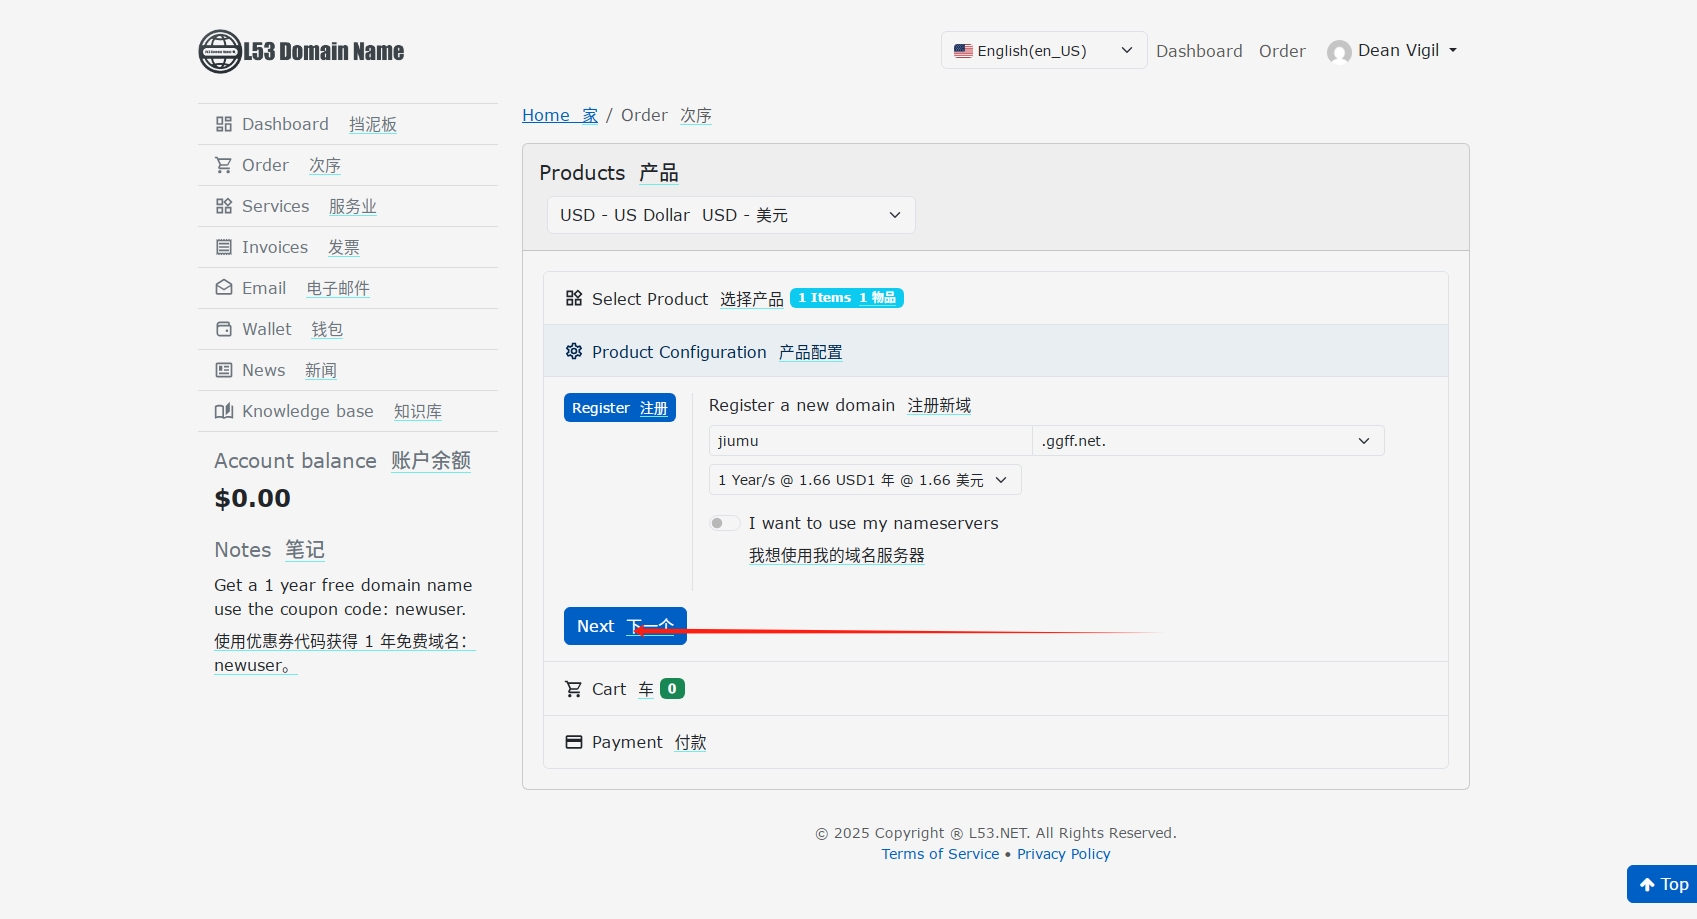 L53 Domain Name
English(en_US)
Dashboard
Order
Dean Vigil
Dashboard 挡泥板
Order 次序
Services 服务业
Invoices 发票
Email 电子邮件
Wallet 钱包
News 新闻
Knowledge base 知识库
Account balance 账户余额
$0.00
Notes 笔记
Get a 1 year free domain name
use the coupon code: newuser.
使用优惠券代码获得 1 年免费域名：
newuser。
Home 家 / Order 次序
Products 产品
USD - US Dollar USD - 美元
Select Product 选择产品 1 Items 1 物品
Product Configuration 产品配置
Register 注册
Register a new domain 注册新域
jiumu
.ggff.net.
1 Year/s @ 1.66 USD1 年 @ 1.66 美元
I want to use my nameservers
我想使用我的域名服务器
Next 下一个
Cart 车 0
Payment 付款
© 2025 Copyright ® L53.NET. All Rights Reserved.
Terms of Service • Privacy Policy
Top